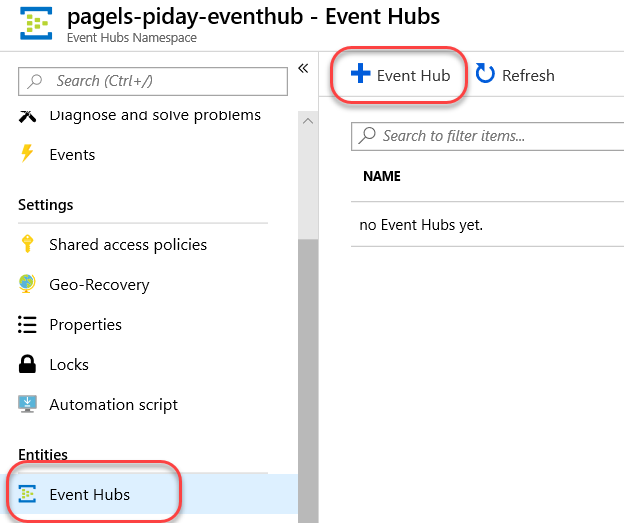 pagels-piday-eventhub - Event Hubs
Event Hubs Namespace
Search (Ctrl+/)
«
Diagnose and solve problems
Events
Settings
Shared access policies
Geo-Recovery
Properties
Locks
Automation script
Entities
Event Hubs
Event Hub
Refresh
Search to filter items...
NAME
no Event Hubs yet.